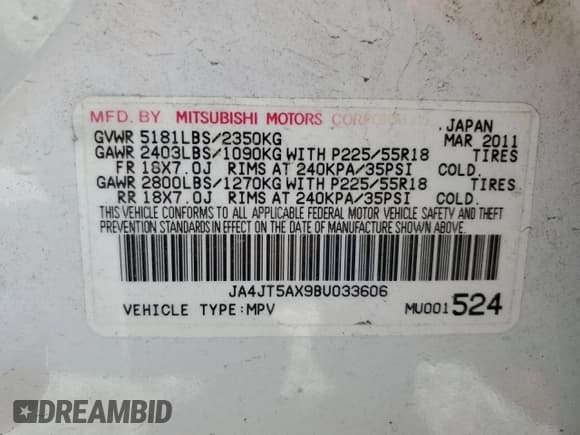 MFD. BY MITSUBISHI MOTORS CORPORATION, JAPAN
GVWR 5181LBS/2350KG MAR 2011
GAWR 2403LBS/1090KG WITH P225/55R18 TIRES
FR 18X7.0J RIMS AT 240KPA/35PSI COLD.
GAWR 2800LBS/1270KG WITH P225/55R18 TIRES
RR 18X7.0J RIMS AT 240KPA/35PSI COLD.
THIS VEHICLE CONFORMS TO ALL APPLICABLE FEDERAL MOTOR VEHICLE SAFETY AND THEFT
PREVENTION STANDARDS IN EFFECT ON THE DATE OF MANUFACTURE SHOWN ABOVE.
JA4JT5AX9BU033606
VEHICLE TYPE:MPV MU001524
DREAMBID